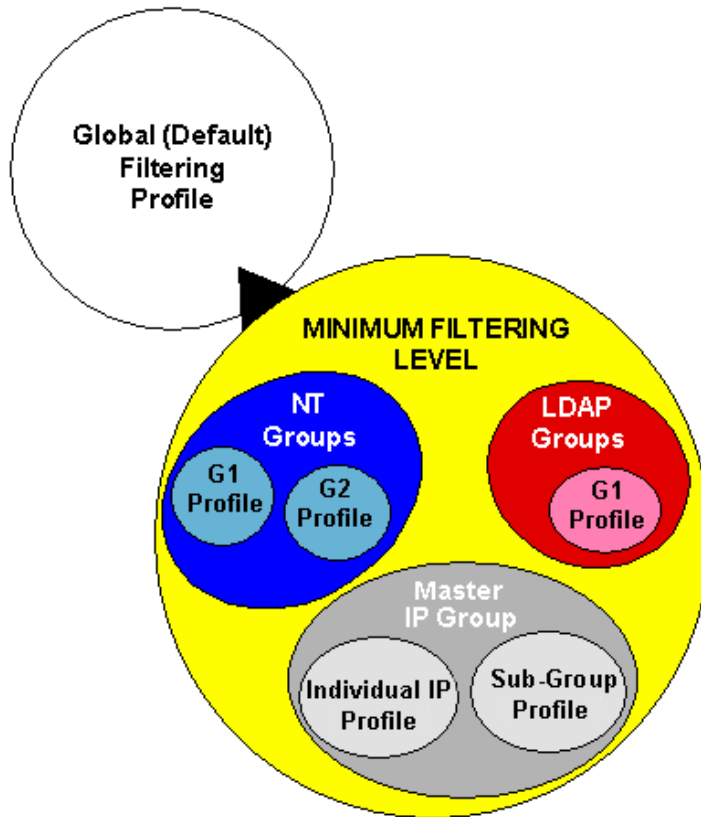 Global (Default)
Filtering
Profile
MINIMUM FILTERING
LEVEL
NT
Groups
G1
Profile
G2
Profile
LDAP
Groups
G1
Profile
Master
IP Group
Individual IP
Profile
Sub-Group
Profile